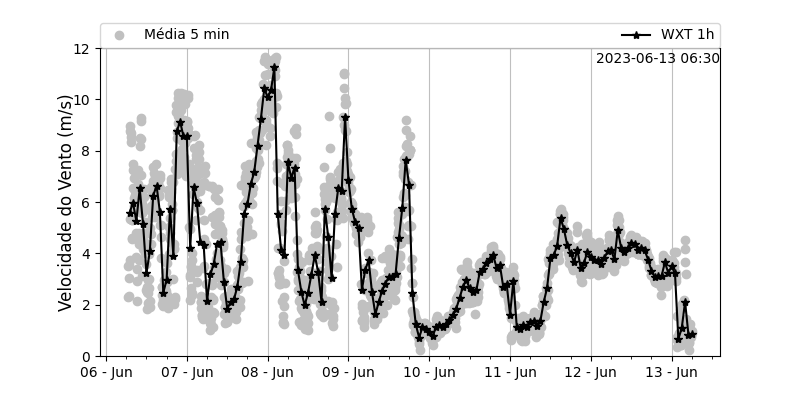 Média 5 min
WXT 1h
2023-06-13 06:30
Velocidade do Vento (m/s)
12
10
8
6
4
2
0
06 - Jun 07 - Jun 08 - Jun 09 - Jun 10 - Jun 11 - Jun 12 - Jun 13 - Jun